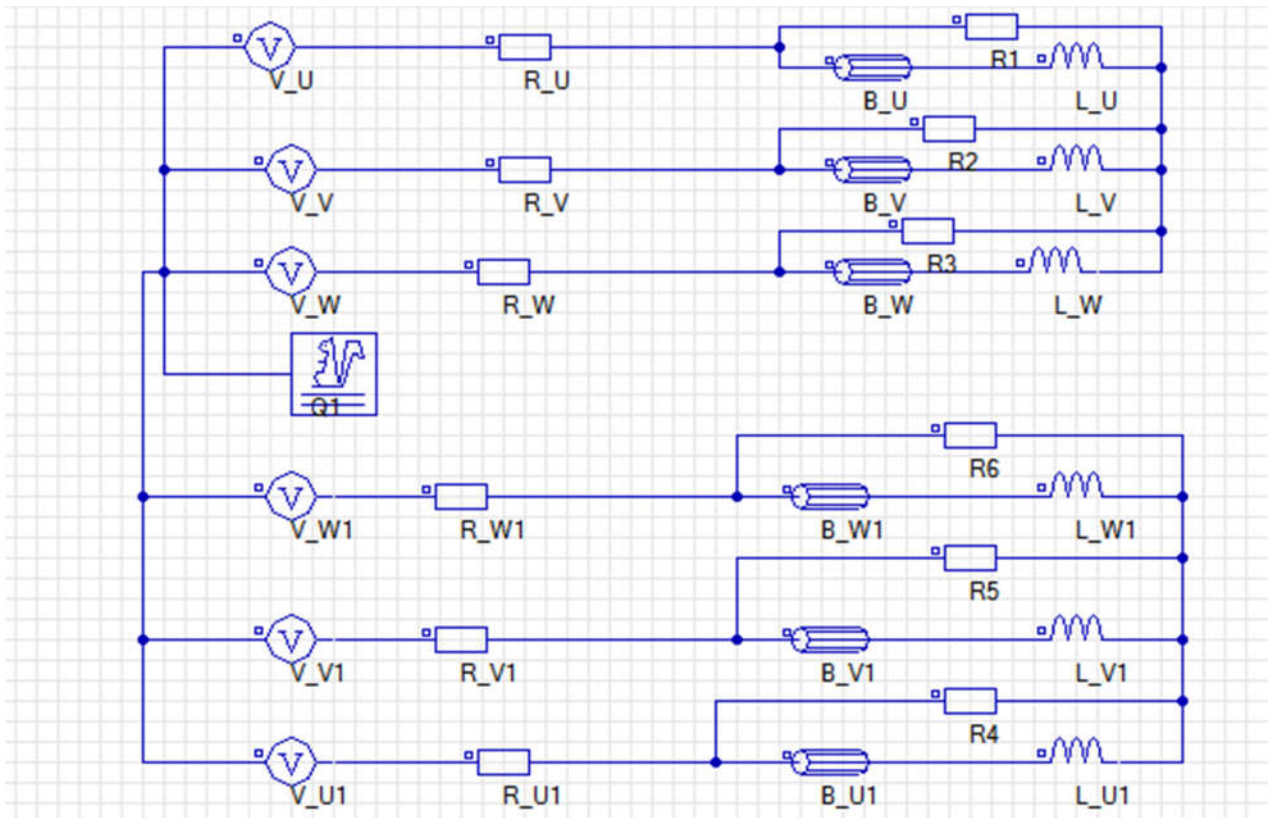 V
R1
V_U
R_U
B_U
L_U
V
R2
V_V
R_V
B_V
L_V
V
R3
V_W
R_W
B_W
L_W
Q1
R6
V
V_W1
R_W1
B_W1
L_W1
R5
V
V_V1
R_V1
B_V1
L_V1
R4
V
V_U1
R_U1
B_U1
L_U1